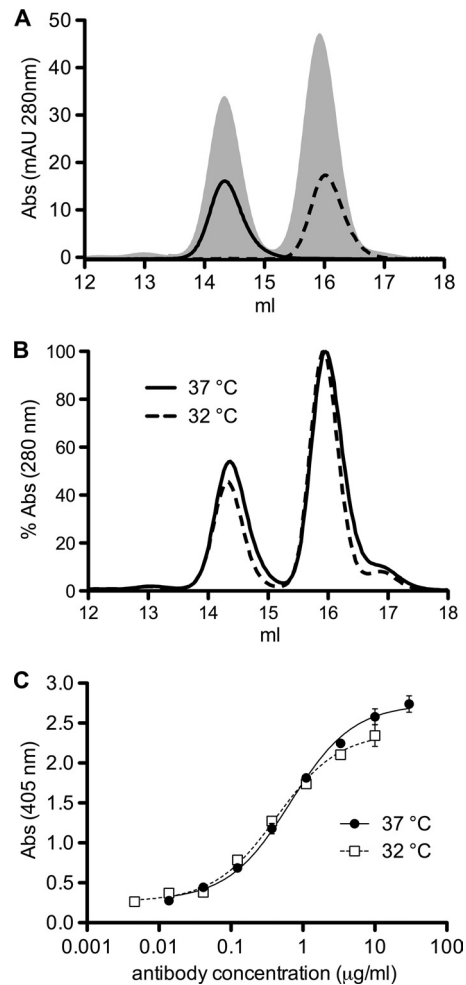 A
Abs (mAU 280nm)
50
40
30
20
10
0
12 13 14 15 16 17 18
ml
B
% Abs (280 nm)
100
80
60
40
20
0
37 °C
32 °C
12 13 14 15 16 17 18
ml
C
Abs (405 nm)
3.0
2.5
2.0
1.5
1.0
0.5
0.0
37 °C
32 °C
0.001 0.01 0.1 1 10 100
antibody concentration (μg/ml)